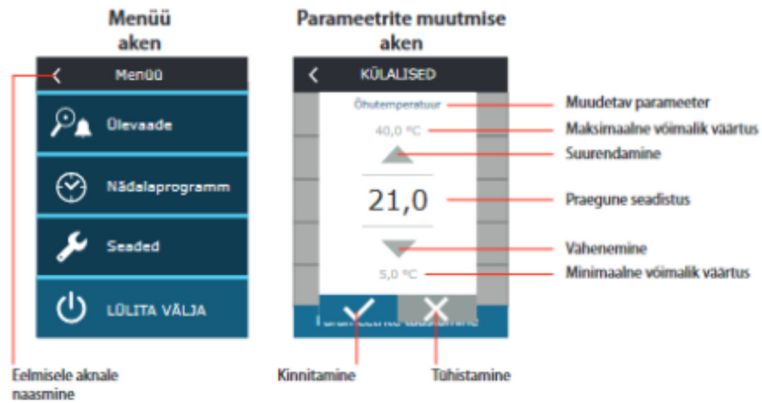 Menüü
aken
Parameetrite muutmise
aken
Menüü
Ülevaade
Nädalaprogramm
Seaded
LÜLITA VÄLJA
Eelmisele aknale
naasmine
KÜLALISED
Õhutemperatuur
40,0 °C
21,0
5,0 °C
Muudetav parameeter
Maksimaalne võimalik väärtus
Suurendamine
Praegune seadistus
Vähenemine
Minimaalne võimalik väärtus
Kinnitamine
Tühistamine